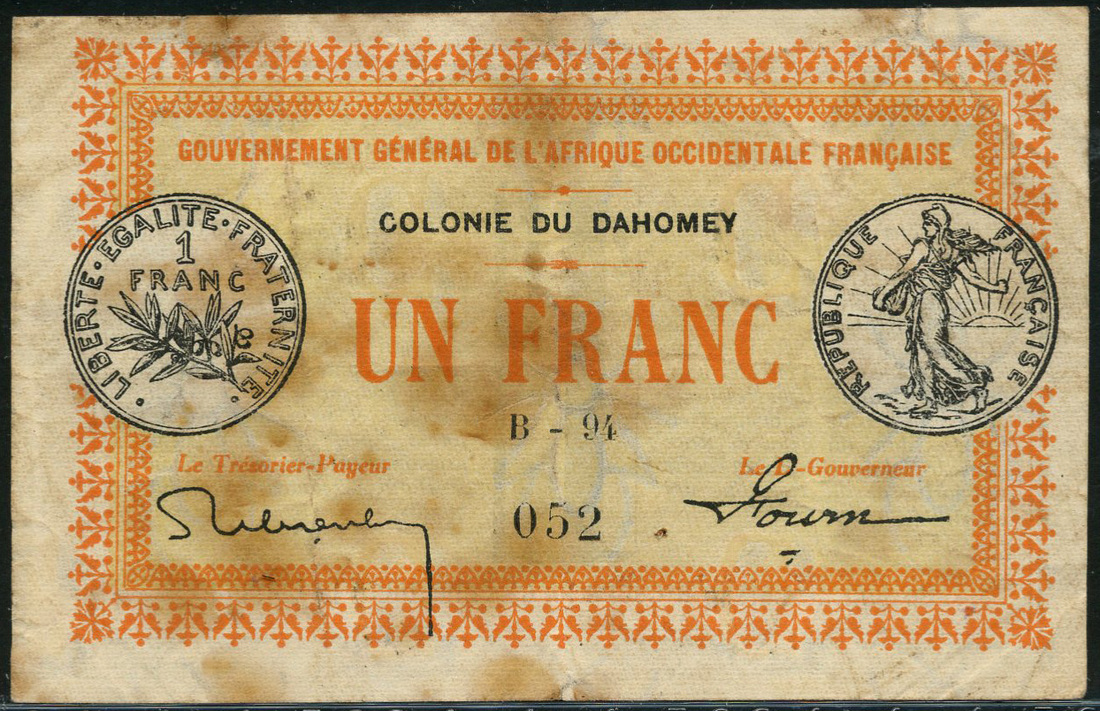 GOUVERNEMENT GÉNÉRAL DE L'AFRIQUE OCCIDENTALE FRANÇAISE
COLONIE DU DAHOMEY
· LIBERTE · EGALITE · FRATERNITE ·
1
FRANC
REPUBLIQUE FRANÇAISE
UN FRANC
B - 94
Le Trésorier-Payeur
Le Lt-Gouverneur
052
Fourn